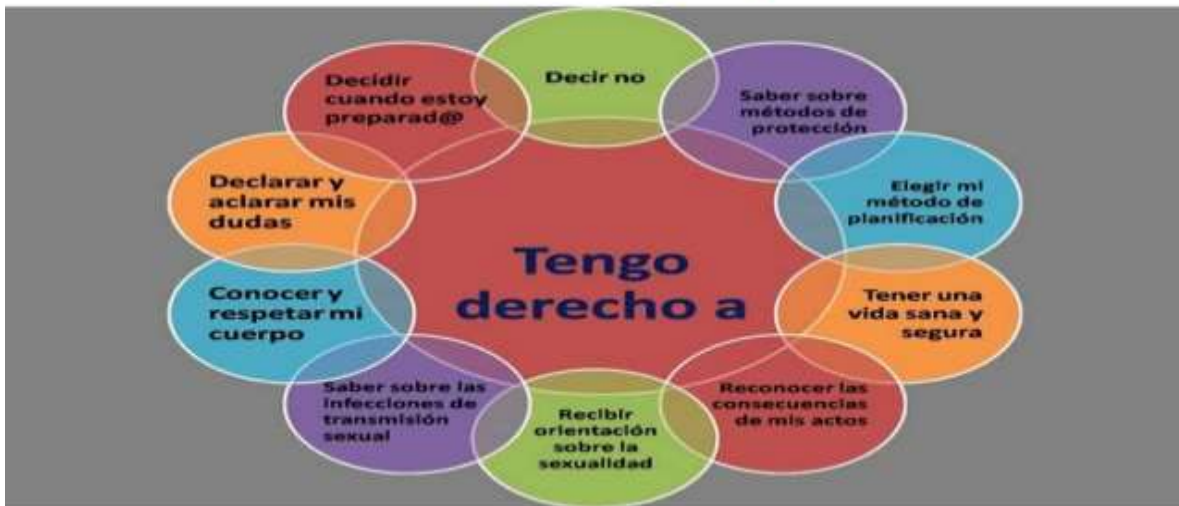 Decir no
Saber sobre
métodos de
protección
Elegir mi
método de
planificación
Tener una
vida sana y
segura
Reconocer las
consecuencias
de mis actos
Recibir
orientación
sobre la
sexualidad
Saber sobre las
infecciones de
transmisión
sexual
Conocer y
respetar mi
cuerpo
Declarar y
aclarar mis
dudas
Decidir
cuando estoy
preparad@
Tengo
derecho a